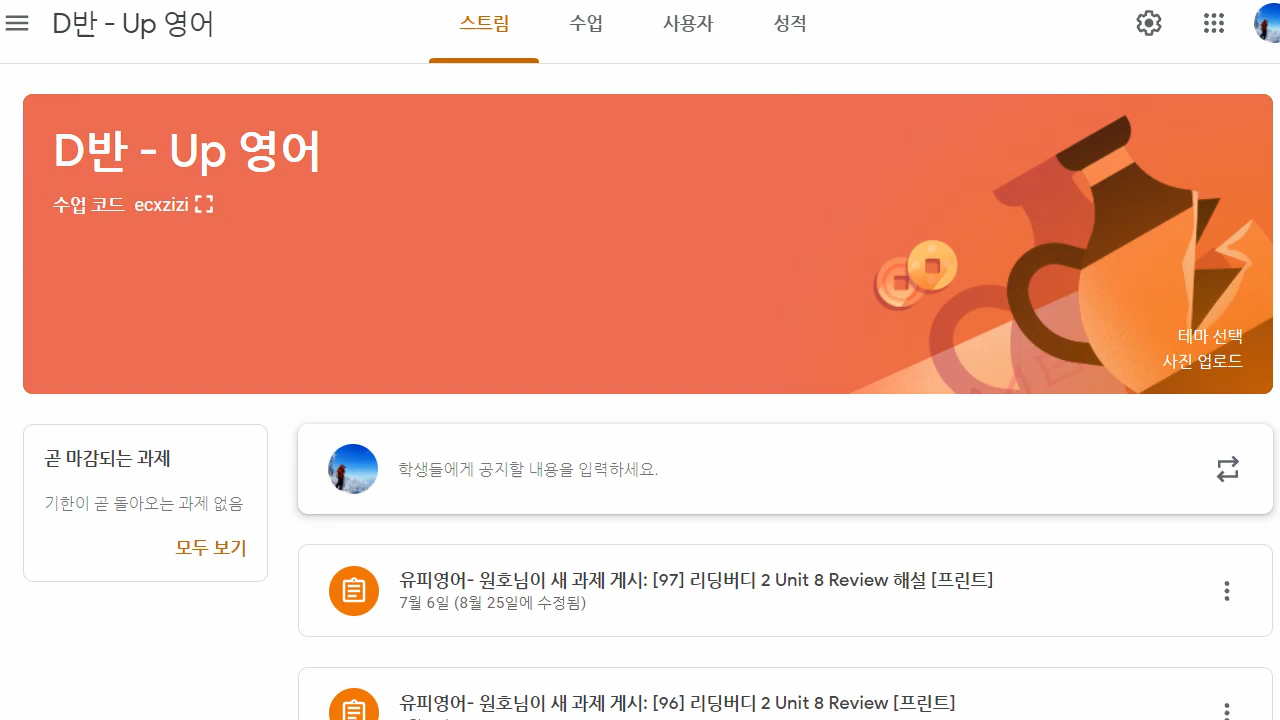 D반 - Up 영어
스트림
수업
사용자
성적
D반 - Up 영어
수업 코드 ecxzizi
테마 선택
사진 업로드
곧 마감되는 과제
기한이 곧 돌아오는 과제 없음
모두 보기
학생들에게 공지할 내용을 입력하세요.
유피영어- 원호님이 새 과제 게시: [97] 리딩버디 2 Unit 8 Review 해설 [프린트]
7월 6일 (8월 25일에 수정됨)
유피영어- 원호님이 새 과제 게시: [96] 리딩버디 2 Unit 8 Review [프린트]